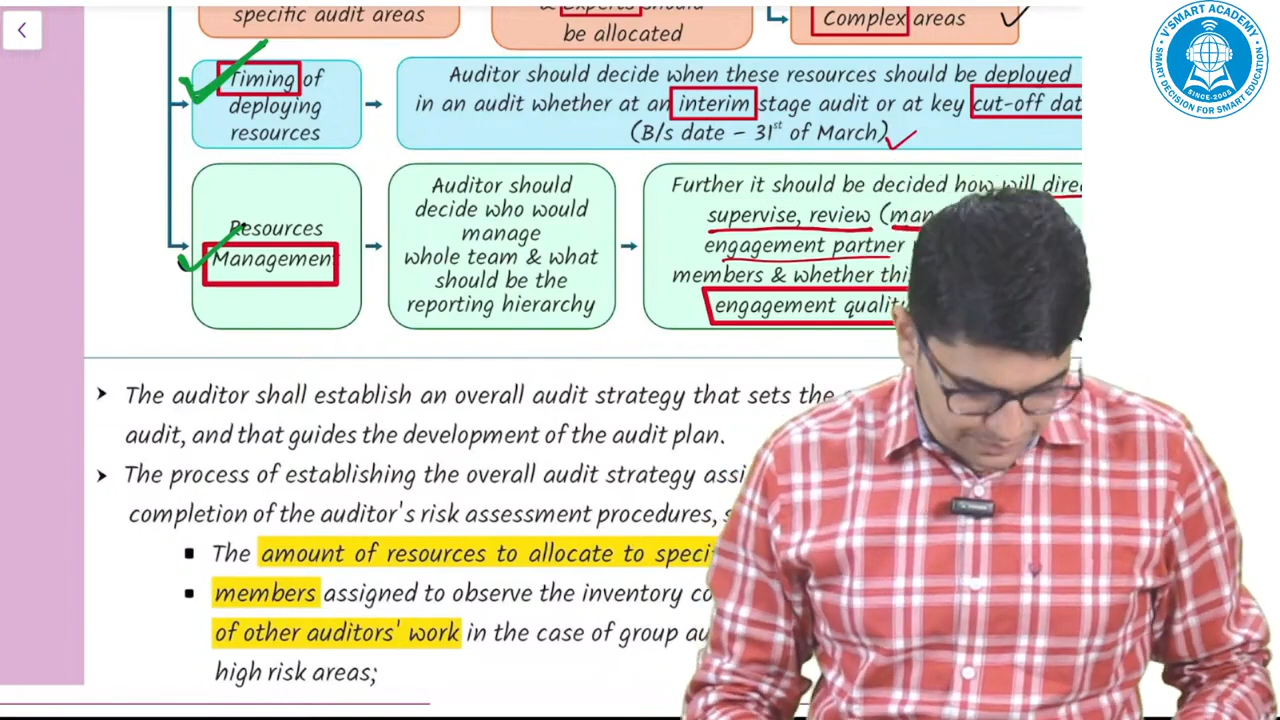 specific audit areas
& Experts should
be allocated
Complex areas
Timing of
deploying
resources
Auditor should decide when these resources should be deployed
in an audit whether at an interim stage audit or at key cut-off dat
(B/s date – 31st of March)
Resources
Management
Auditor should
decide who would
manage
whole team & what
should be the
reporting hierarchy
Further it should be decided how will dire
supervise, review (man
engagement partner
members & whether thi
engagement qualit
The auditor shall establish an overall audit strategy that sets the
audit, and that guides the development of the audit plan.
The process of establishing the overall audit strategy assi
completion of the auditor's risk assessment procedures, s
The amount of resources to allocate to specif
members assigned to observe the inventory co
of other auditors' work in the case of group au
high risk areas;
V'SMART ACADEMY
SMART DECISION FOR SMART EDUCATION
SINCE-2005